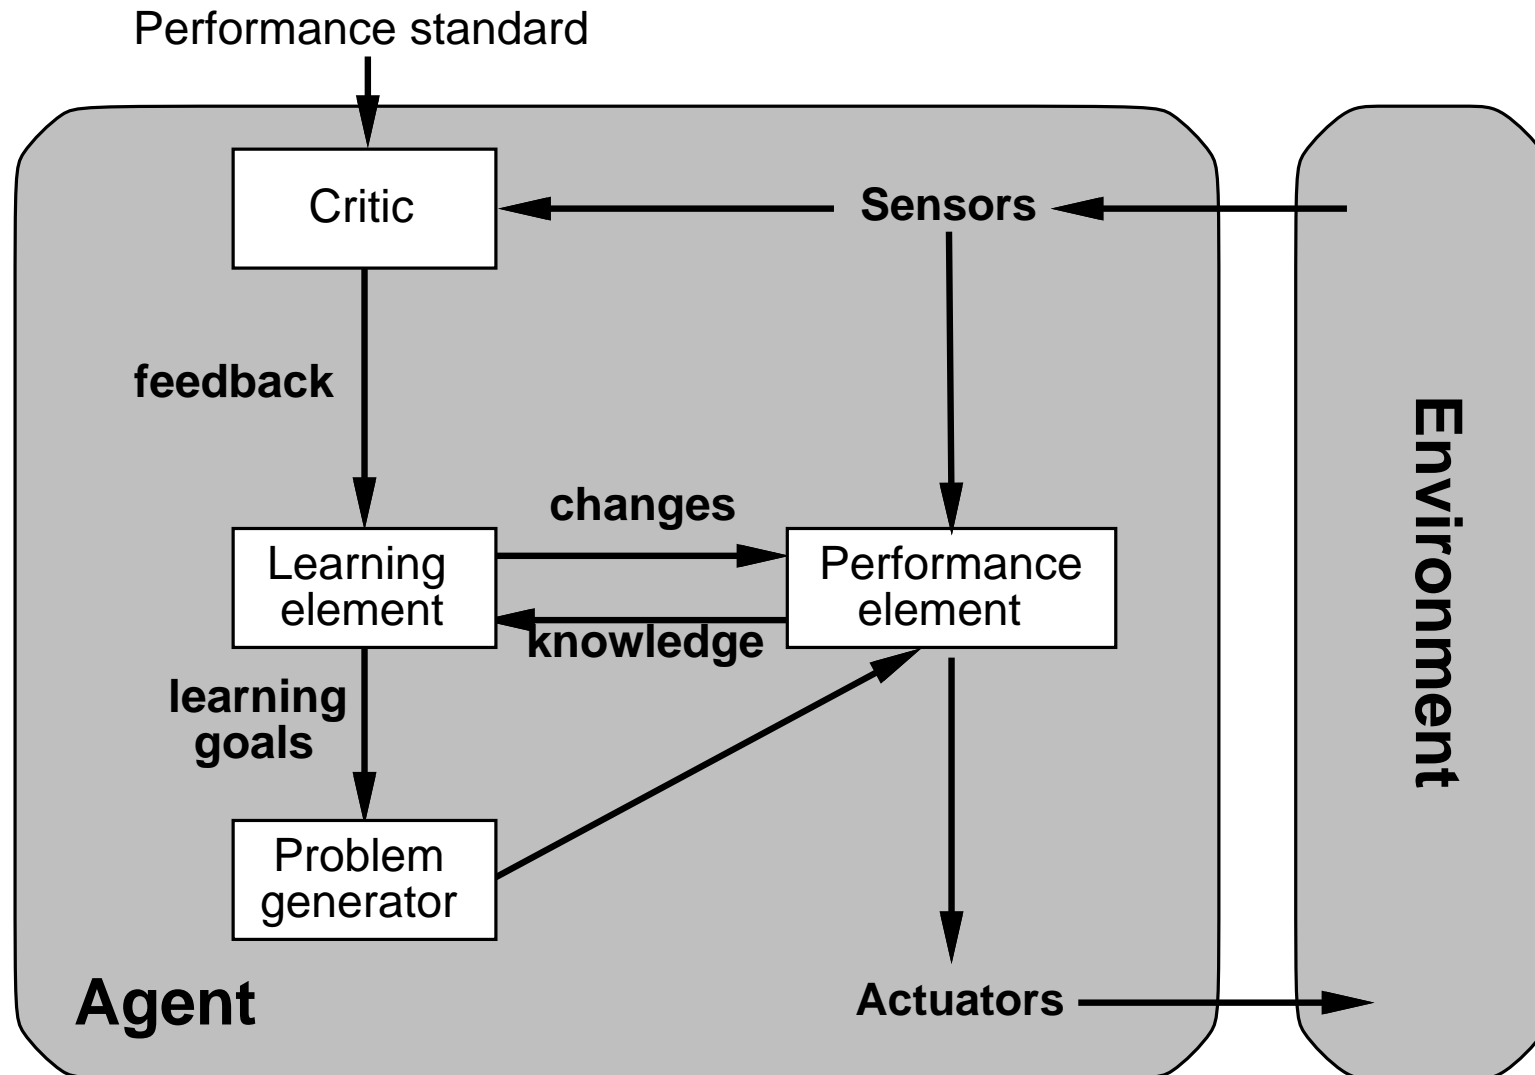 Performance standard
Critic
Sensors
feedback
changes
Learning
element
Performance
element
knowledge
learning
goals
Problem
generator
Agent
Actuators
Environment